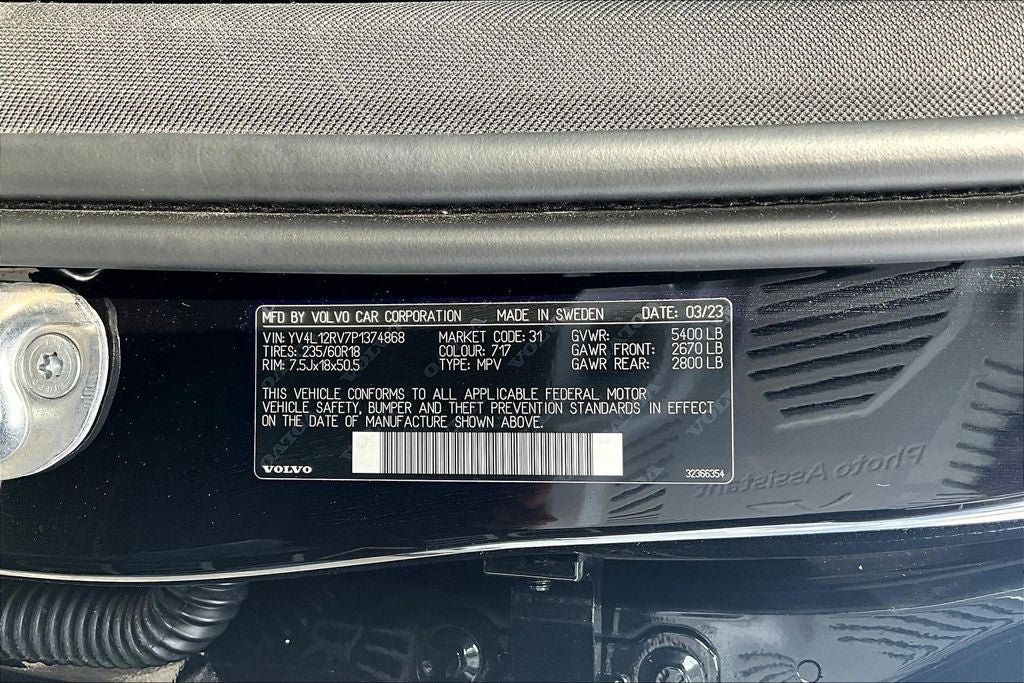 MFD BY VOLVO CAR CORPORATION MADE IN SWEDEN DATE: 03/23
VIN: YV4L12RV7P1374868 MARKET CODE: 31 GVWR: 5400 LB
TIRES: 235/60R18 COLOUR: 717 GAWR FRONT: 2670 LB
RIM: 7.5Jx18x50.5 TYPE: MPV GAWR REAR: 2800 LB
THIS VEHICLE CONFORMS TO ALL APPLICABLE FEDERAL MOTOR
VEHICLE SAFETY, BUMPER AND THEFT PREVENTION STANDARDS IN EFFECT
ON THE DATE OF MANUFACTURE SHOWN ABOVE.
VOLVO 32366354
Photo Assistant